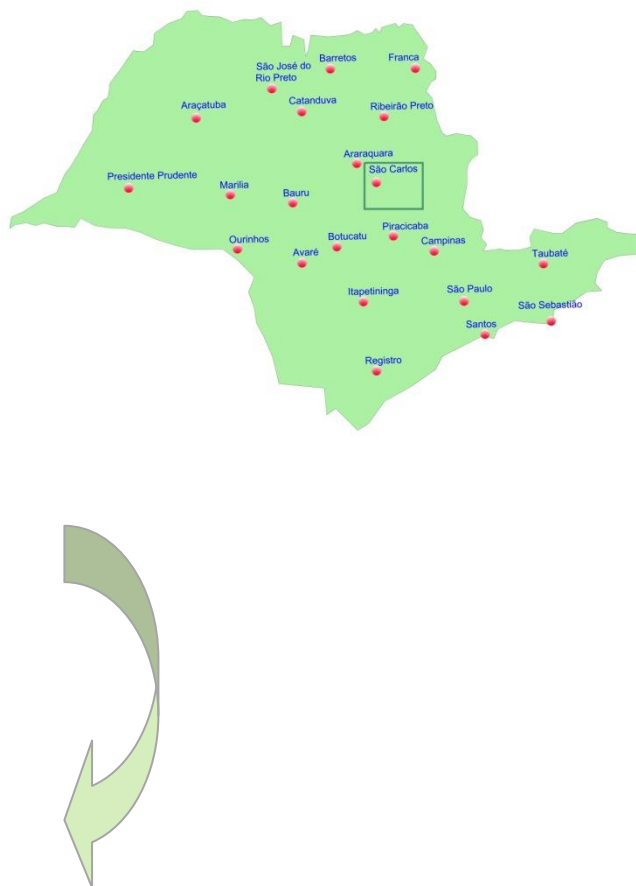 Barretos
Franca
São José do
Rio Preto
Catanduva
Araçatuba
Ribeirão Preto
Araraquara
São Carlos
Presidente Prudente
Marilia
Bauru
Ourinhos
Botucatu
Piracicaba
Avaré
Campinas
Taubaté
Itapetininga
São Paulo
São Sebastião
Santos
Registro